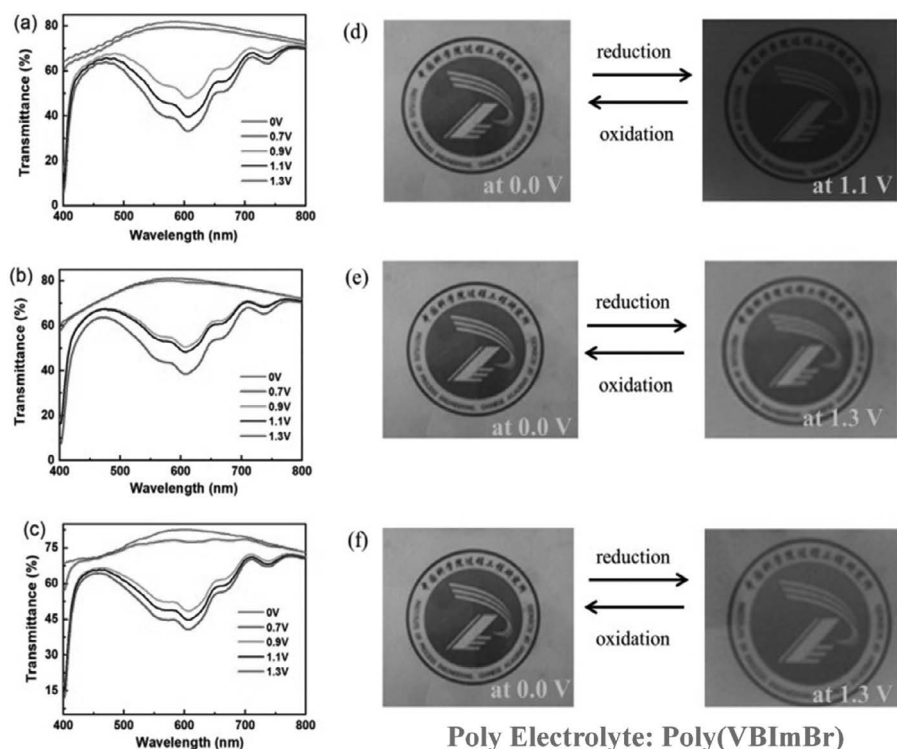 (a)
80
60
40
20
0
400 500 600 700 800
Transmittance (%)
Wavelength (nm)
0V
0.7V
0.9V
1.1V
1.3V
(d)
at 0.0 V
reduction
oxidation
at 1.1 V
(b)
80
60
40
20
0
400 500 600 700 800
Transmittance (%)
Wavelength (nm)
0V
0.7V
0.9V
1.1V
1.3V
(e)
at 0.0 V
reduction
oxidation
at 1.3 V
(c)
75
60
45
30
15
400 500 600 700 800
Transmittance (%)
Wavelength (nm)
0V
0.7V
0.9V
1.1V
1.3V
(f)
at 0.0 V
reduction
oxidation
at 1.3 V
Poly Electrolyte: Poly(VBImBr)